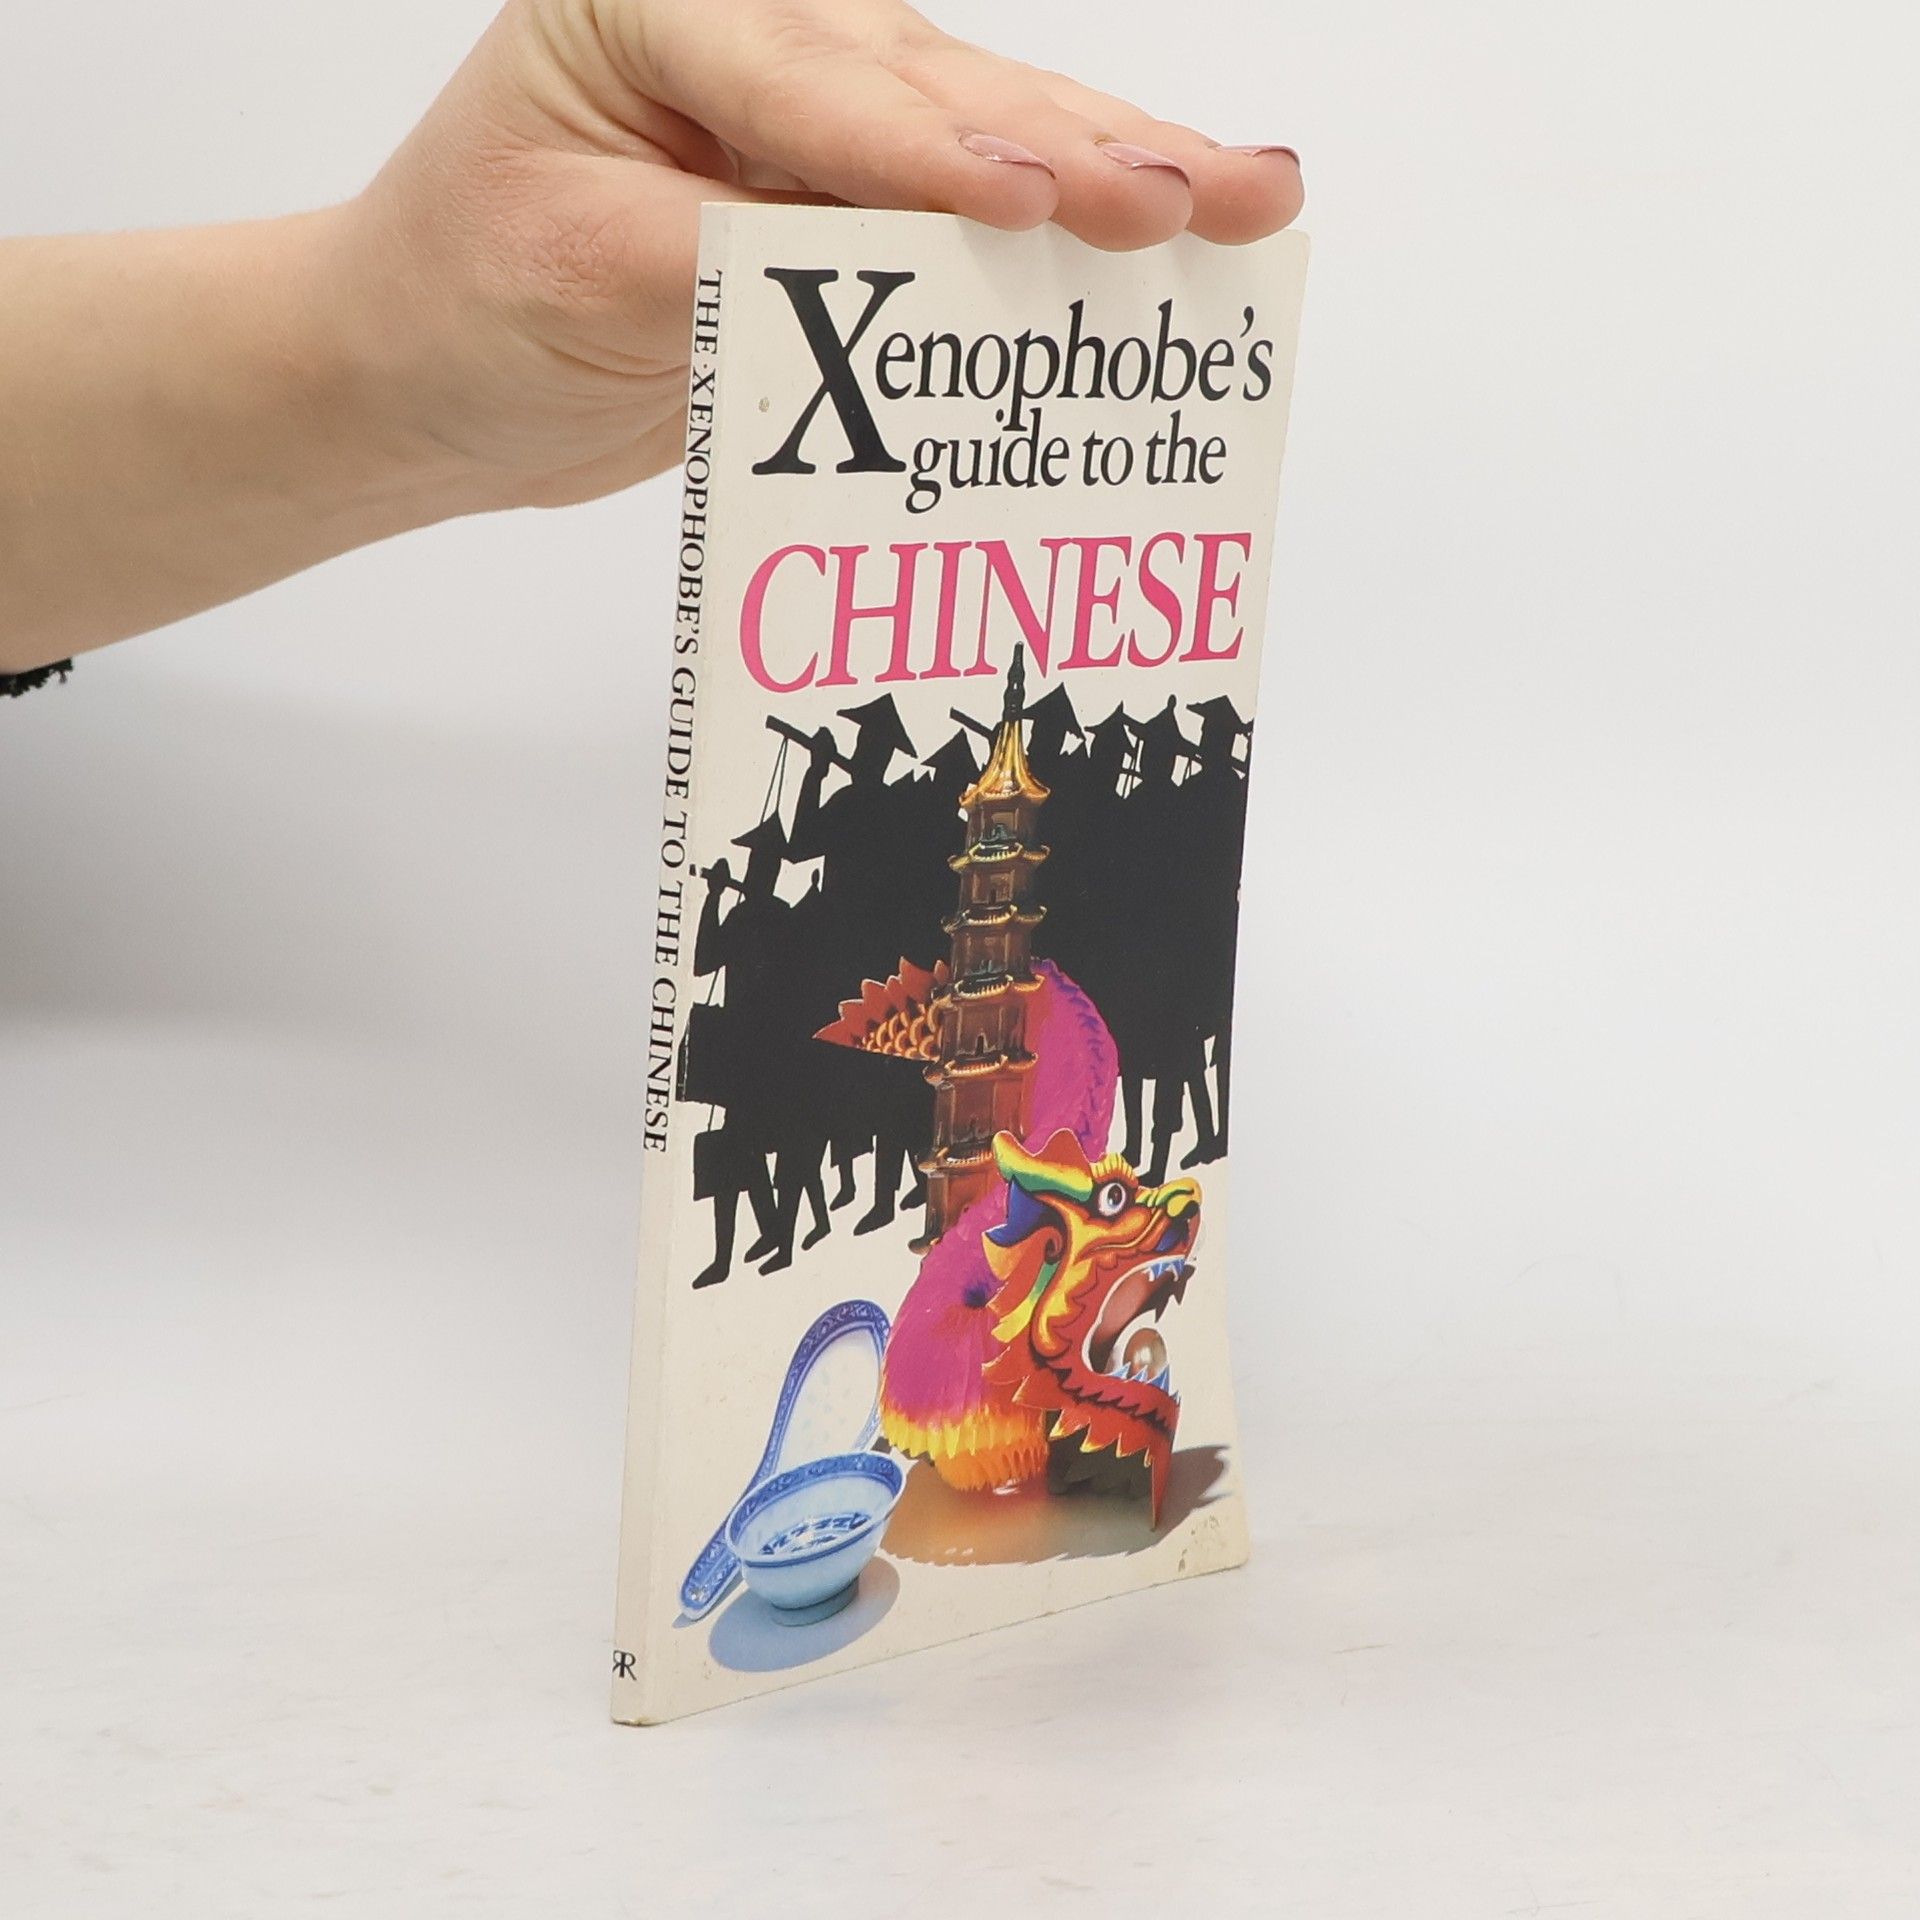 Xenophobe's
guide to the
CHINESE
THE XENOPHOBE'S GUIDE TO THE CHINESE